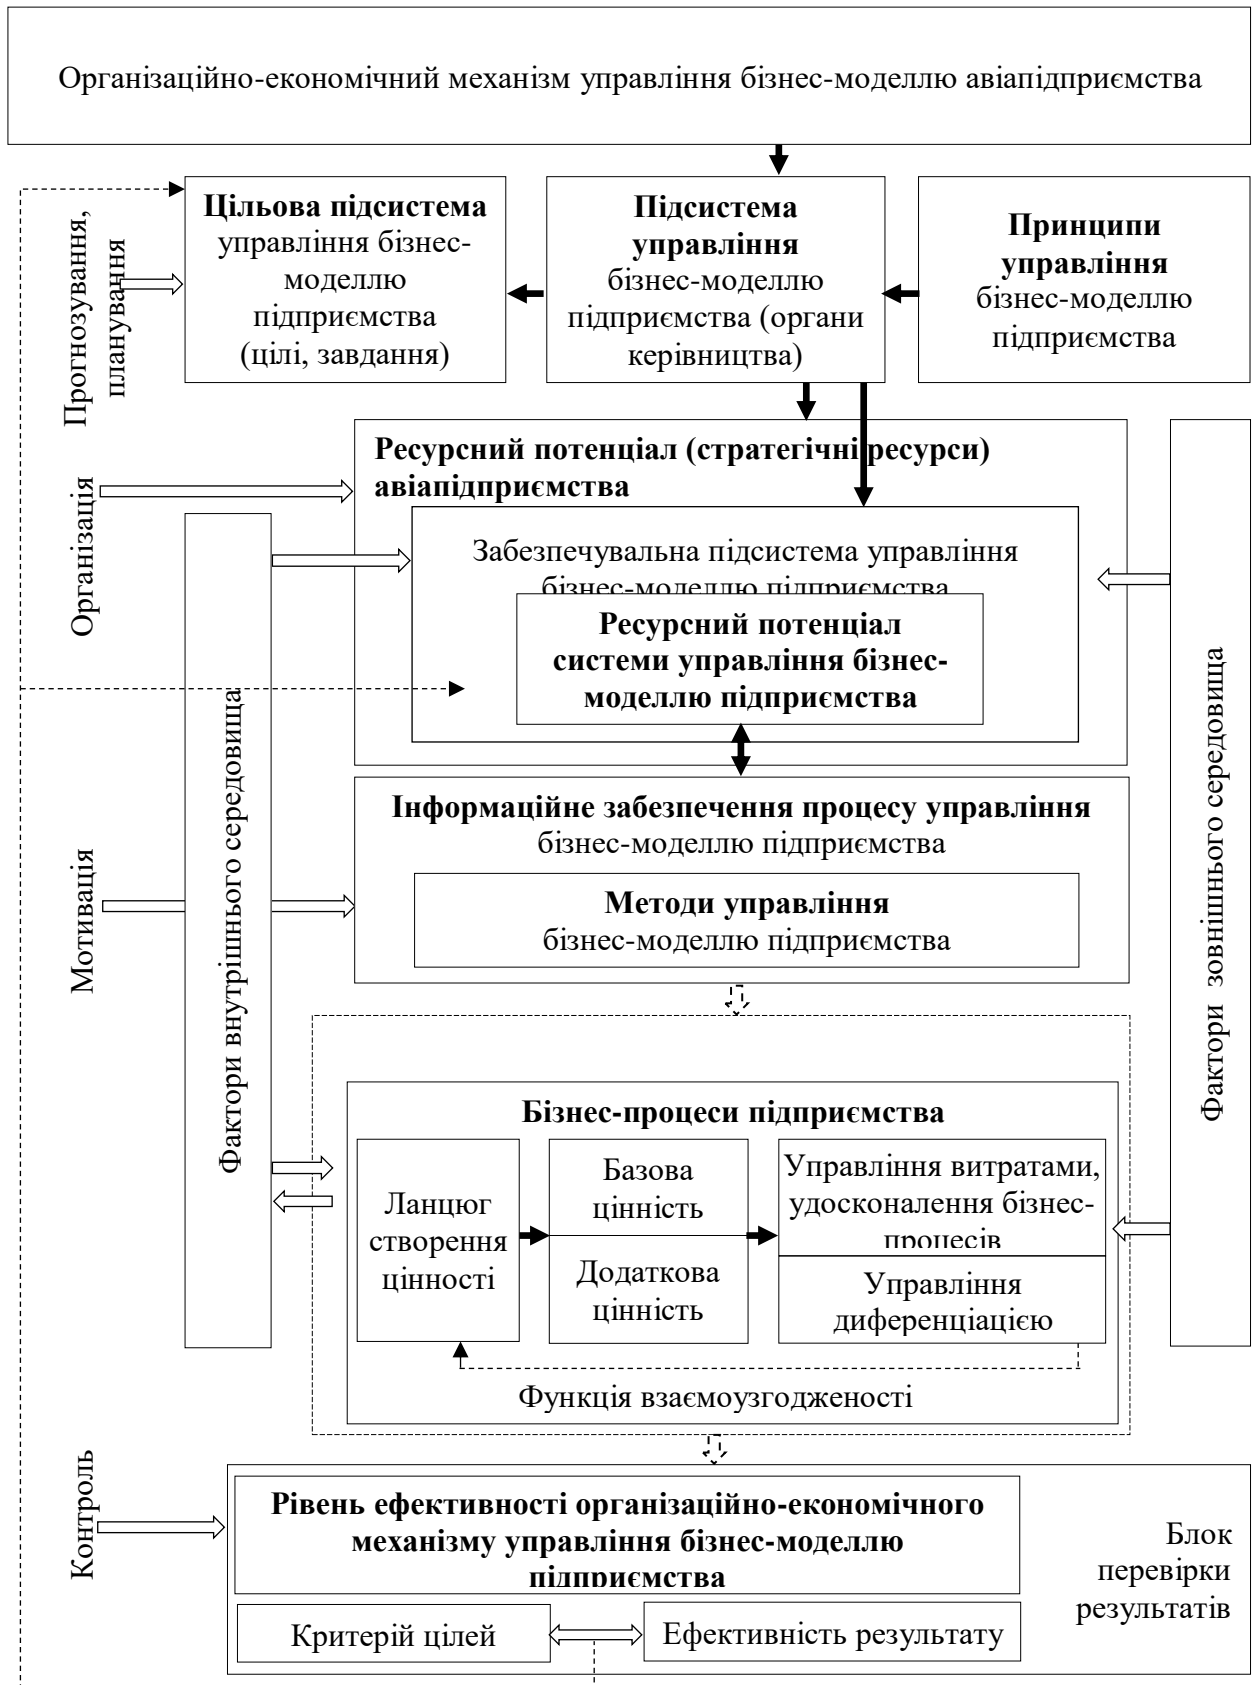 Організаційно-економічний механізм управління бізнес-моделлю авіапідприємства
Прогнозування,
планування
Цільова підсистема
управління бізнес-
моделлю
підприємства
(цілі, завдання)
Підсистема
управління
бізнес-моделлю
підприємства (органи
керівництва)
Принципи
управління
бізнес-моделлю
підприємства
Організація
Ресурсний потенціал (стратегічні ресурси)
авіапідприємства
Забезпечувальна підсистема управління
бізнес-моделлю підприємства
Ресурсний потенціал
системи управління бізнес-
моделлю підприємства
Фактори внутрішнього середовища
Фактори зовнішнього середовища
Мотивація
Інформаційне забезпечення процесу управління
бізнес-моделлю підприємства
Методи управління
бізнес-моделлю підприємства
Бізнес-процеси підприємства
Ланцюг
створення
цінності
Базова
цінність
Додаткова
цінність
Управління витратами,
удосконалення бізнес-
процесів
Управління
диференціацією
Функція взаємоузгодженості
Контроль
Рівень ефективності організаційно-економічного
механізму управління бізнес-моделлю
підприємства
Блок
перевірки
результатів
Критерій цілей
Ефективність результату